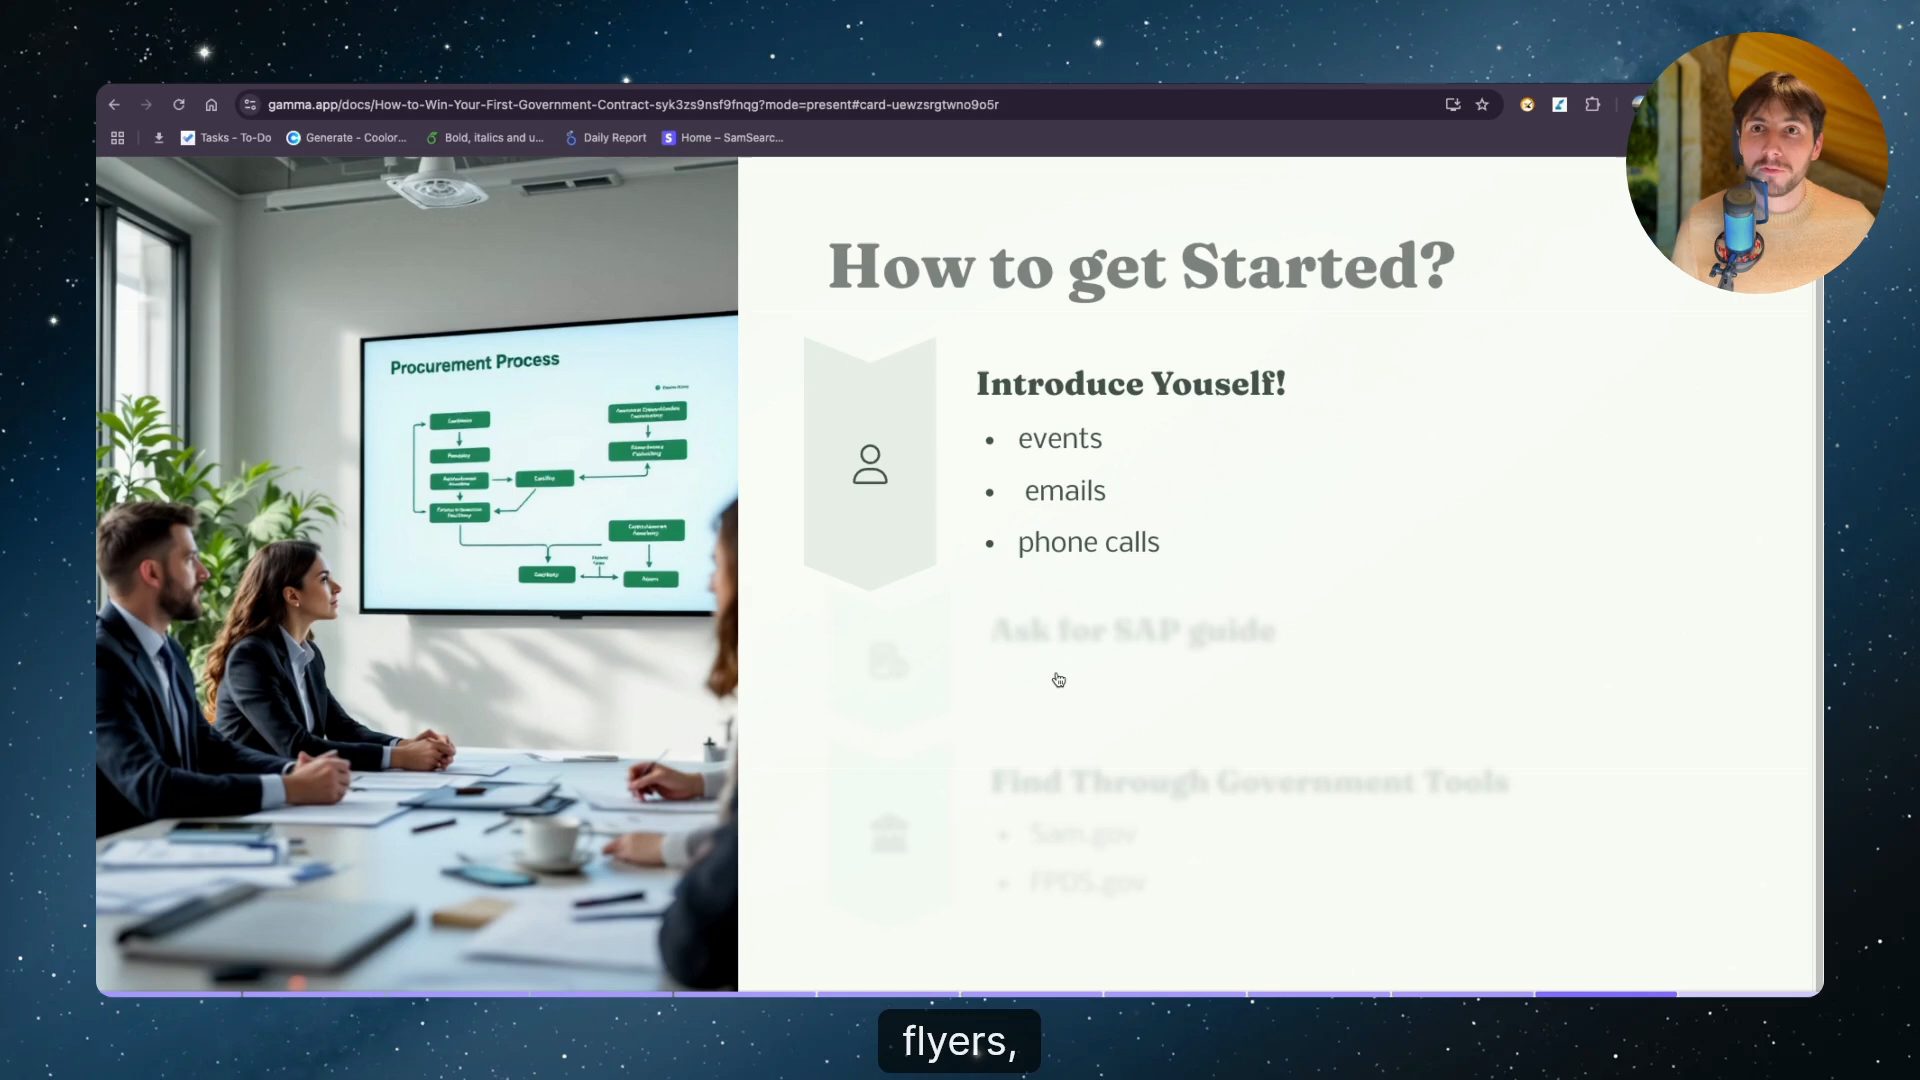 gamma.app/docs/How-to-Win-Your-First-Government-Contract-syk3zs9nsf9fnqg?mode=present#card-uewzsrgtwno9o5r
Tasks - To-Do
Generate - Coolor...
Bold, italics and u...
Daily Report
S
Home – SamSearc...
Procurement Process
How to get Started?
Introduce Youself!
• events
• emails
• phone calls
Ask for SAP guide
Find Through Government Tools
• Sam.gov
• FPDS.gov
flyers,